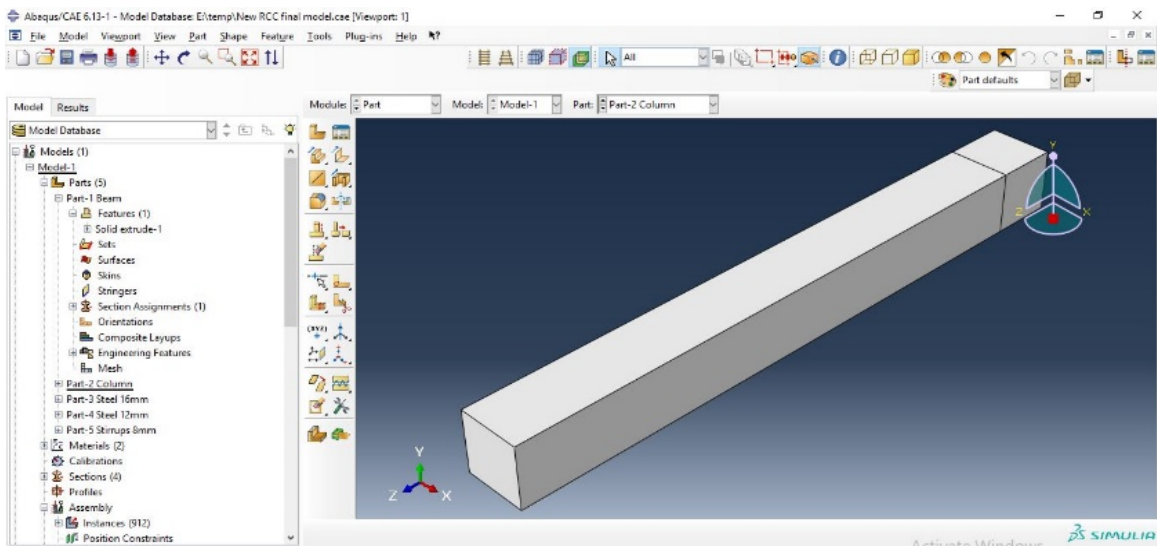 Abaqus/CAE 6.13-1 - Model Database: E:\temp\New RCC final model.cae [Viewport: 1]
File Model Viewport View Part Shape Feature Tools Plug-ins Help
All
Part defaults
Model Results
Module: Part Model: Model-1 Part: Part-2 Column
Model Database
Models (1)
Model-1
Parts (5)
Part-1 Beam
Features (1)
Solid extrude-1
Sets
Surfaces
Skins
Stringers
Section Assignments (1)
Orientations
Composite Layups
Engineering Features
Mesh
Part-2 Column
Part-3 Steel 16mm
Part-4 Steel 12mm
Part-5 Stirrups 8mm
Materials (2)
Calibrations
Sections (4)
Profiles
Assembly
Instances (912)
Position Constraints
(XYZ)
Y
Z
X
Y
Z
X
SIMULIA
Activate Windows